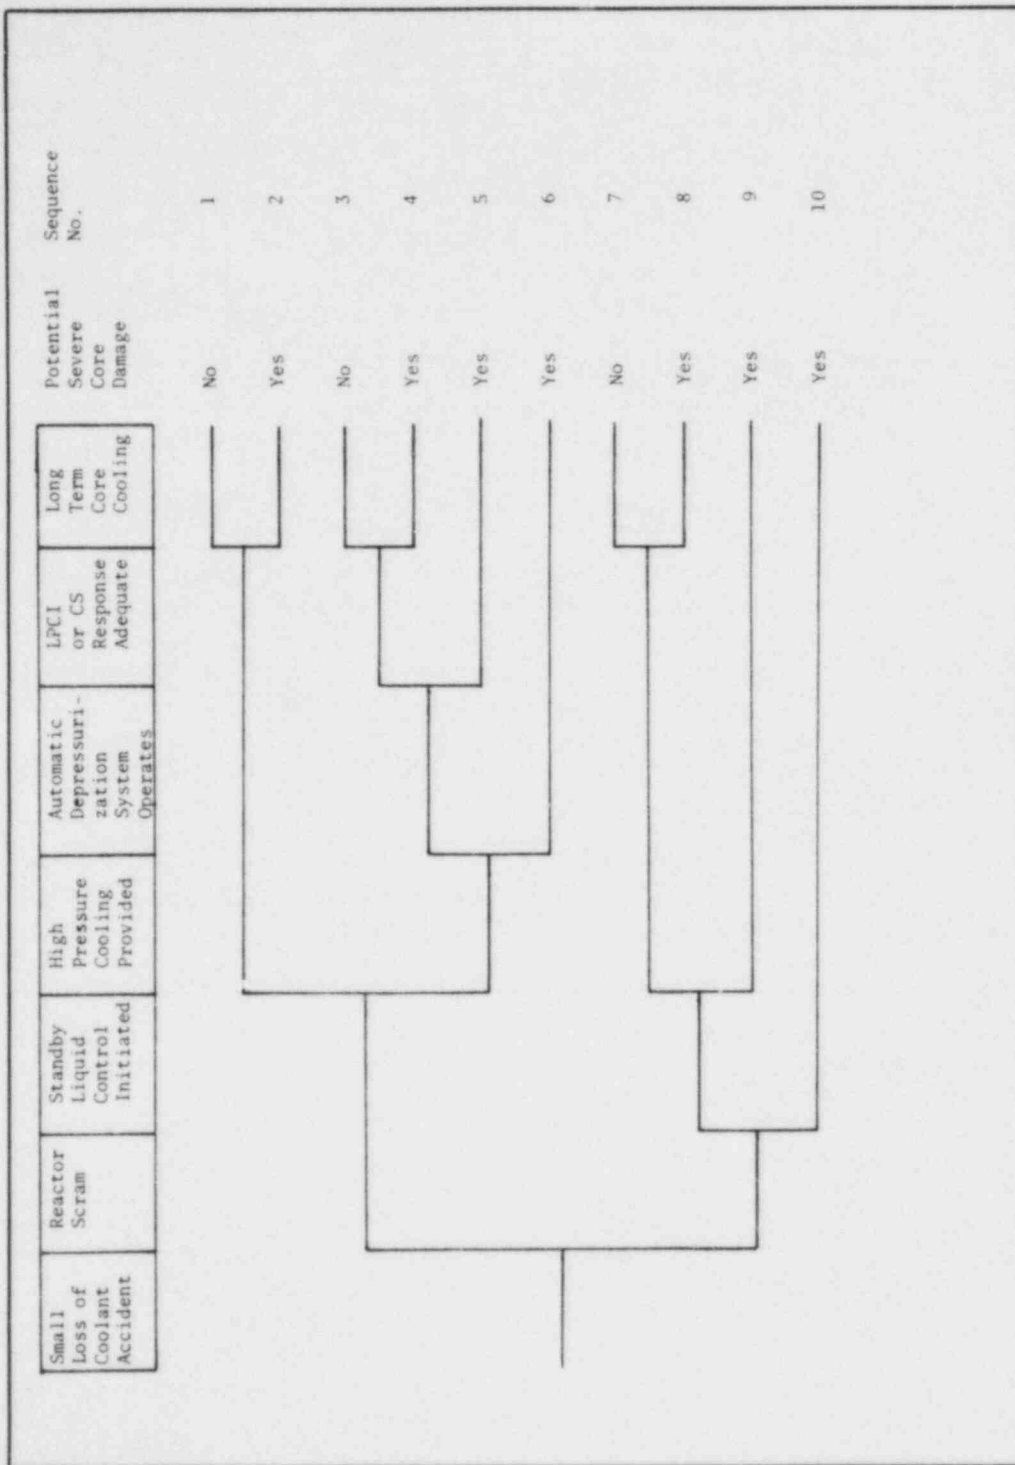 Small
Loss of
Coolant
Accident
Reactor
Scram
Standby
Liquid
Control
Initiated
High
Pressure
Cooling
Provided
Automatic
Depressuri-
zation
System
Operates
LPCI
or CS
Response
Adequate
Long
Term
Core
Cooling
Potential
Severe
Core
Damage
Sequence
No.
No 1
Yes 2
No 3
Yes 4
Yes 5
Yes 6
No 7
Yes 8
Yes 9
Yes 10